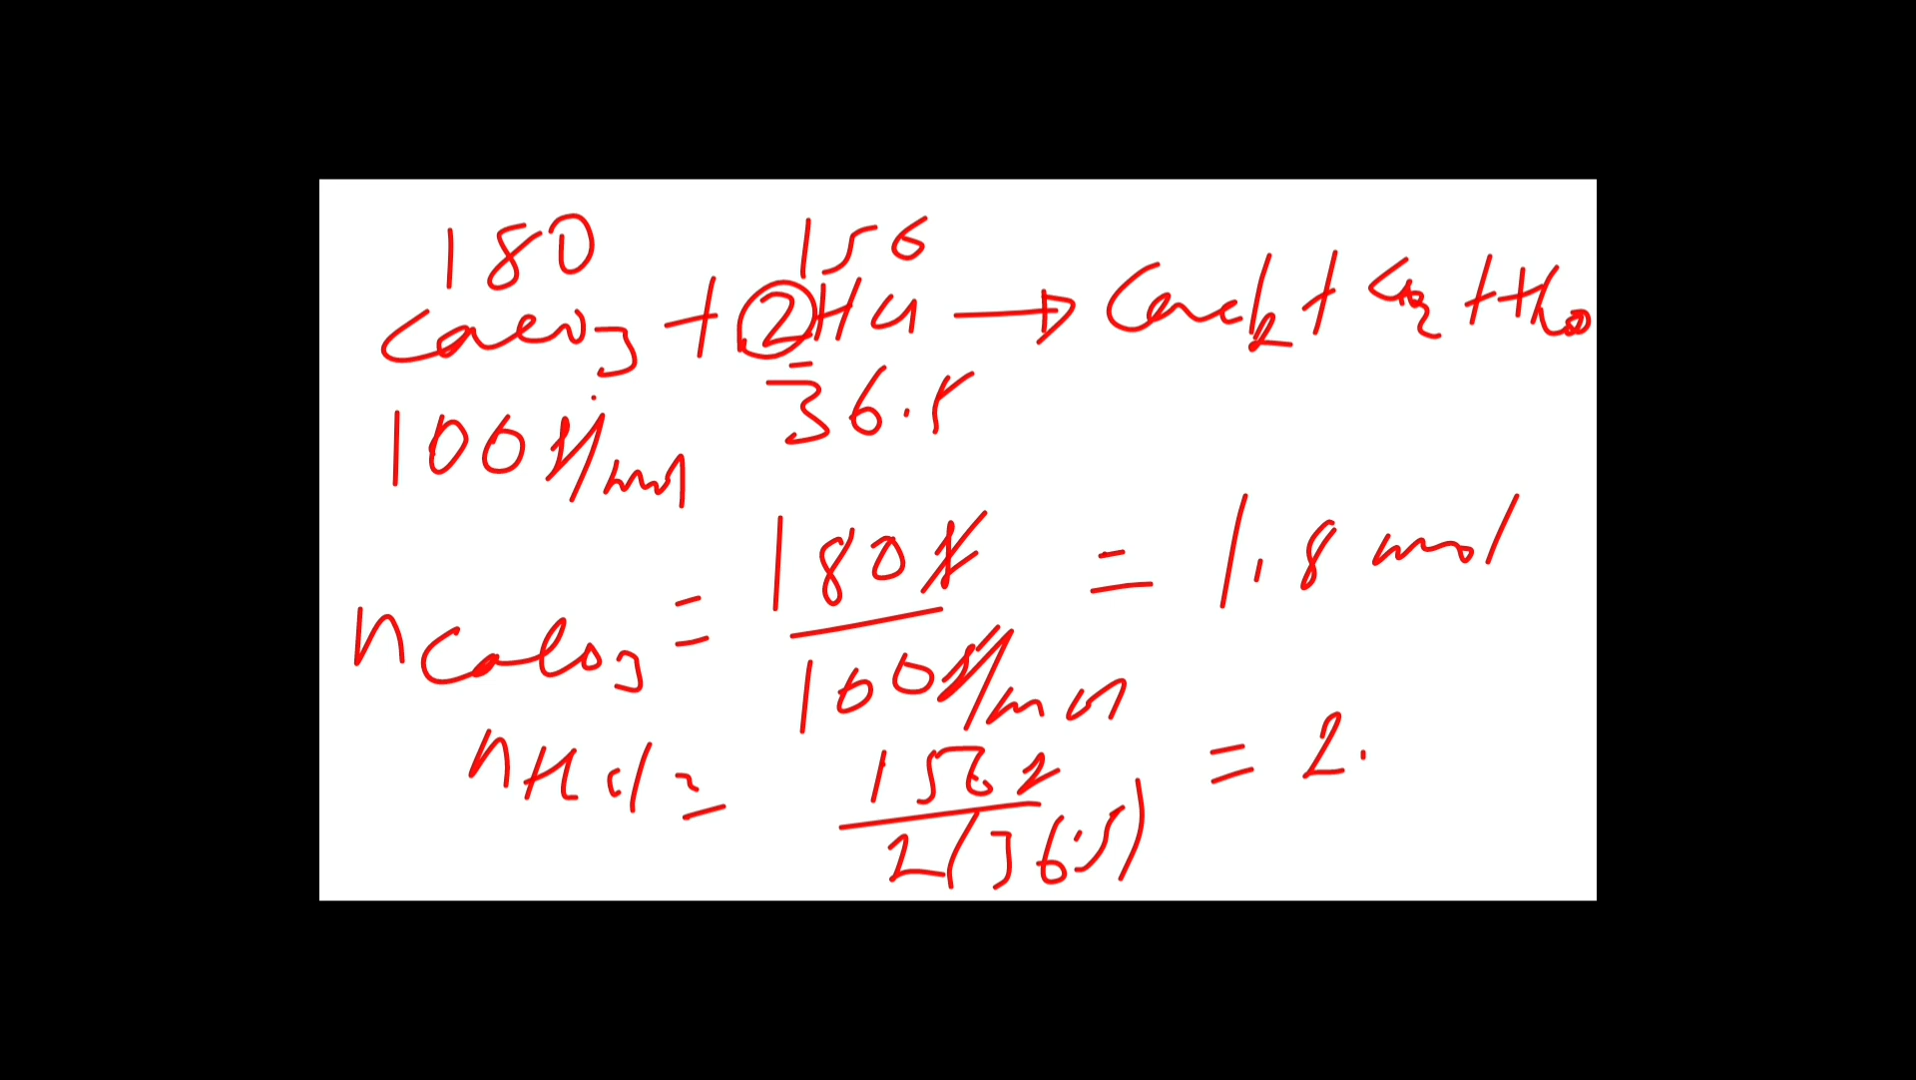 180 156
CaCO3 + 2HCl → CaCl2 + CO2 + H2O
100g/mol 36.5
nCaCO3 = 180g / 100g/mol = 1.8 mol
nHCl = 156g / 2(36.5) = 2.